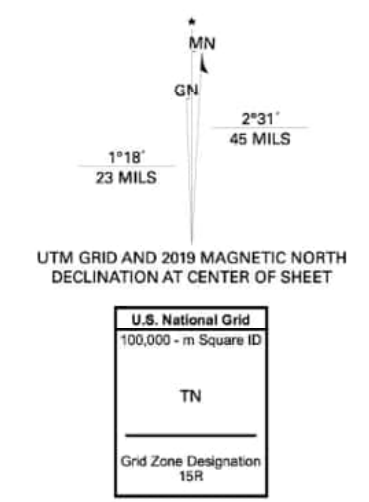 ★
MN
GN
2°31´
45 MILS
1°18´
23 MILS
UTM GRID AND 2019 MAGNETIC NORTH
DECLINATION AT CENTER OF SHEET
U.S. National Grid
100,000 - m Square ID
TN
Grid Zone Designation
15R